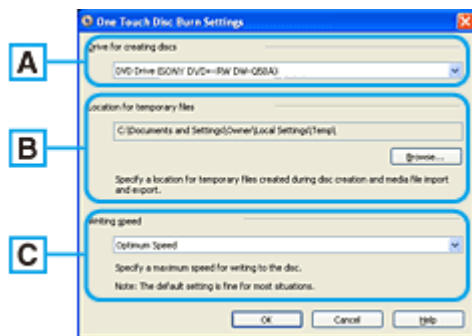 One Touch Disc Burn Settings
A
Drive for creating discs
DVD Drive (SONY DVD+-RW DW-Q58A)
B
Location for temporary files
C:\Documents and Settings\Owner\Local Settings\Temp\
Browse...
Specify a location for temporary files created during disc creation and media file import
and export.
C
Writing speed
Optimum Speed
Specify a maximum speed for writing to the disc.
Note: The default setting is fine for most situations.
OK Cancel Help